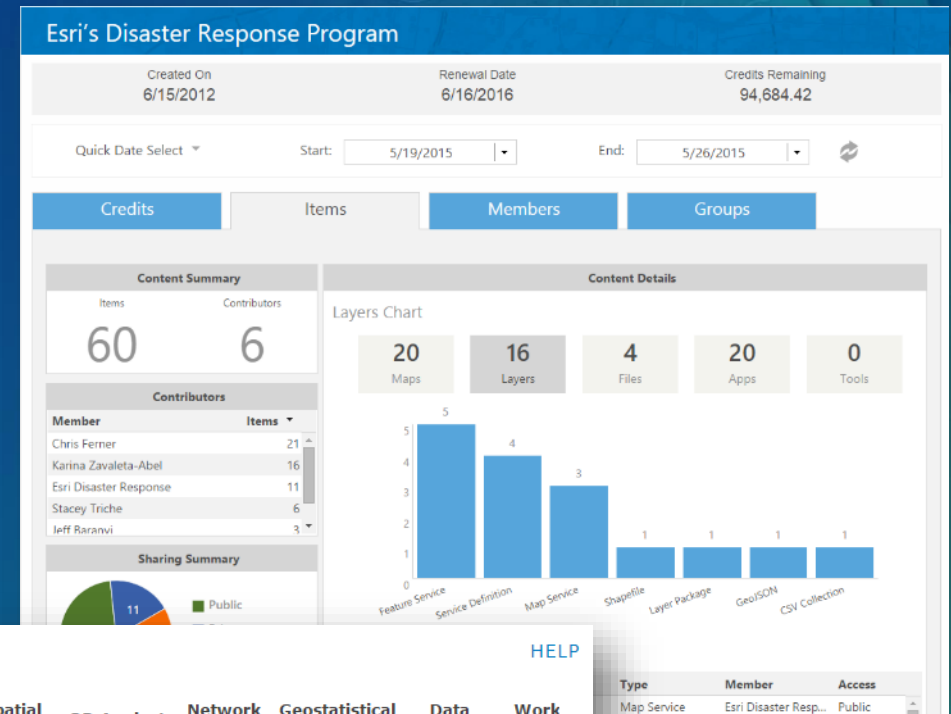 Esri's Disaster Response Program
Created On
6/15/2012
Renewal Date
6/16/2016
Credits Remaining
94,684.42
Quick Date Select
Start: 5/19/2015
End: 5/26/2015
Credits
Items
Members
Groups
Content Summary
Items
60
Contributors
6
Contributors
Member Items
Chris Ferner 21
Karina Zavaleta-Abel 16
Esri Disaster Response 11
Stacey Triche 6
Jeff Baranyi 3
Sharing Summary
11
Public
Content Details
Layers Chart
20
Maps
16
Layers
4
Files
20
Apps
0
Tools
5
4
3
2
1
0
5
4
3
1
1
1
1
Feature Service
Service Definition
Map Service
Shapefile
Layer Package
GeoJSON
CSV Collection
Type Member Access
Map Service Esri Disaster Resp... Public
HELP
Network Geostatistical Data Work